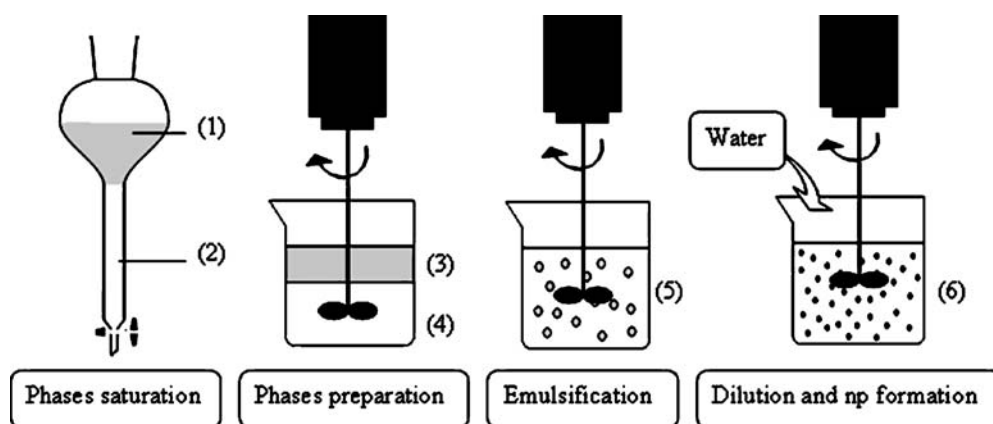 (1)
(2)
Phases saturation
(3)
(4)
Phases preparation
(5)
Emulsification
Water
(6)
Dilution and np formation